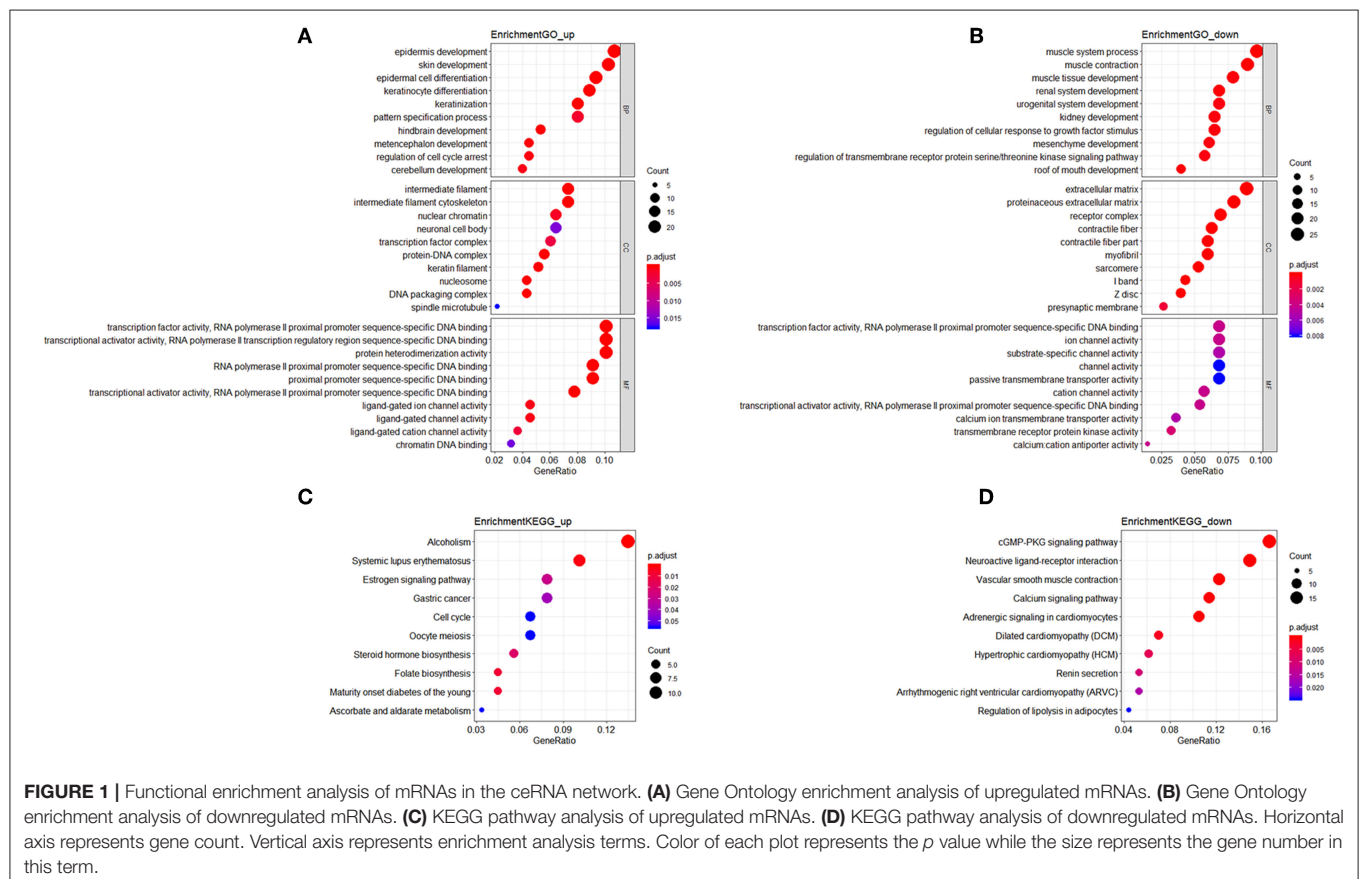 A
EnrichmentGO_up
epidermis development
skin development
epidermal cell differentiation
keratinocyte differentiation
keratinization
pattern specification process
hindbrain development
metencephalon development
regulation of cell cycle arrest
cerebellum development
BP
intermediate filament
intermediate filament cytoskeleton
nuclear chromatin
neuronal cell body
transcription factor complex
protein-DNA complex
keratin filament
nucleosome
DNA packaging complex
spindle microtubule
CC
transcription factor activity, RNA polymerase II proximal promoter sequence-specific DNA binding
transcriptional activator activity, RNA polymerase II transcription regulatory region sequence-specific DNA binding
protein heterodimerization activity
RNA polymerase II proximal promoter sequence-specific DNA binding
proximal promoter sequence-specific DNA binding
transcriptional activator activity, RNA polymerase II proximal promoter sequence-specific DNA binding
ligand-gated ion channel activity
ligand-gated channel activity
ligand-gated cation channel activity
chromatin DNA binding
MF
0.02 0.04 0.06 0.08 0.10
GeneRatio
Count
5
10
15
20
p.adjust
0.005
0.010
0.015
B
EnrichmentGO_down
muscle system process
muscle contraction
muscle tissue development
renal system development
urogenital system development
kidney development
regulation of cellular response to growth factor stimulus
mesenchyme development
regulation of transmembrane receptor protein serine/threonine kinase signaling pathway
roof of mouth development
BP
extracellular matrix
proteinaceous extracellular matrix
receptor complex
contractile fiber
contractile fiber part
myofibril
sarcomere
I band
Z disc
presynaptic membrane
CC
transcription factor activity, RNA polymerase II proximal promoter sequence-specific DNA binding
ion channel activity
substrate-specific channel activity
channel activity
passive transmembrane transporter activity
cation channel activity
transcriptional activator activity, RNA polymerase II proximal promoter sequence-specific DNA binding
calcium ion transmembrane transporter activity
transmembrane receptor protein kinase activity
calcium:cation antiporter activity
MF
0.025 0.050 0.075 0.100
GeneRatio
Count
5
10
15
20
25
p.adjust
0.002
0.004
0.006
0.008
C
EnrichmentKEGG_up
Alcoholism
Systemic lupus erythematosus
Estrogen signaling pathway
Gastric cancer
Cell cycle
Oocyte meiosis
Steroid hormone biosynthesis
Folate biosynthesis
Maturity onset diabetes of the young
Ascorbate and aldarate metabolism
0.03 0.06 0.09 0.12
GeneRatio
p.adjust
0.01
0.02
0.03
0.04
0.05
Count
5.0
7.5
10.0
D
EnrichmentKEGG_down
cGMP-PKG signaling pathway
Neuroactive ligand-receptor interaction
Vascular smooth muscle contraction
Calcium signaling pathway
Adrenergic signaling in cardiomyocytes
Dilated cardiomyopathy (DCM)
Hypertrophic cardiomyopathy (HCM)
Renin secretion
Arrhythmogenic right ventricular cardiomyopathy (ARVC)
Regulation of lipolysis in adipocytes
0.04 0.08 0.12 0.16
GeneRatio
Count
5
10
15
p.adjust
0.005
0.010
0.015
0.020
FIGURE 1 | Functional enrichment analysis of mRNAs in the ceRNA network. (A) Gene Ontology enrichment analysis of upregulated mRNAs. (B) Gene Ontology
enrichment analysis of downregulated mRNAs. (C) KEGG pathway analysis of upregulated mRNAs. (D) KEGG pathway analysis of downregulated mRNAs. Horizontal
axis represents gene count. Vertical axis represents enrichment analysis terms. Color of each plot represents the p value while the size represents the gene number in
this term.